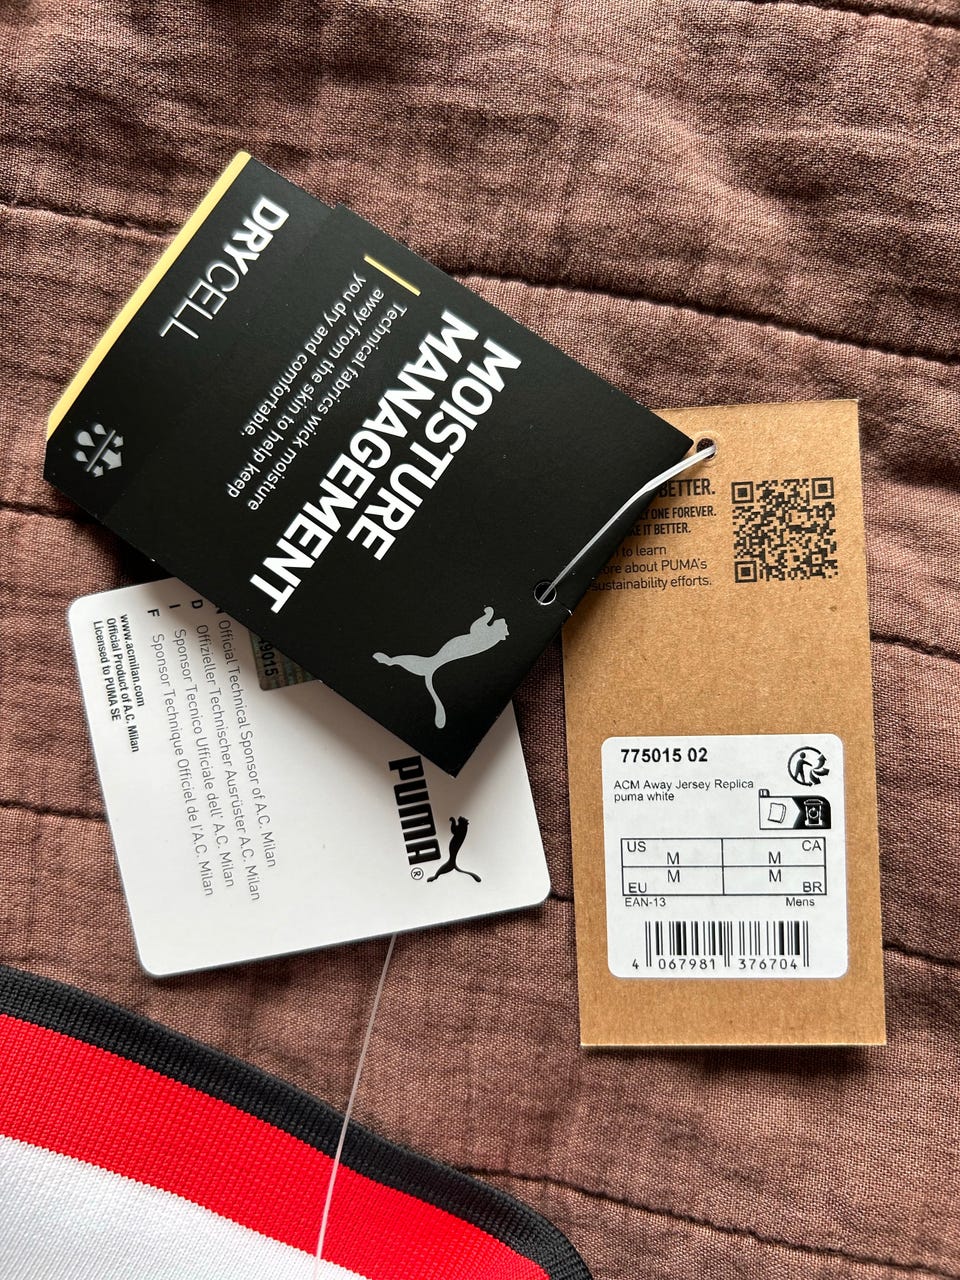 DRYCELL
MOISTURE
MANAGEMENT
Technical fabrics wick moisture
away from the skin to help keep
you dry and comfortable.
BETTER.
ONE FOREVER.
IT BETTER.
to learn
about PUMA's
sustainability efforts.
775015 02
ACM Away Jersey Replica
puma white
US M M CA
EU M M BR
EAN-13 Mens
4 067981 376704
PUMA®
49015
Official Technical Sponsor of A.C. Milan
D Offizieller Technischer Ausrüster A.C. Milan
I Sponsor Tecnico Ufficiale dell' A.C. Milan
F Sponsor Technique Officiel de l'A.C. Milan
www.acmilan.com
Official Product of A.C. Milan
Licensed to PUMA SE